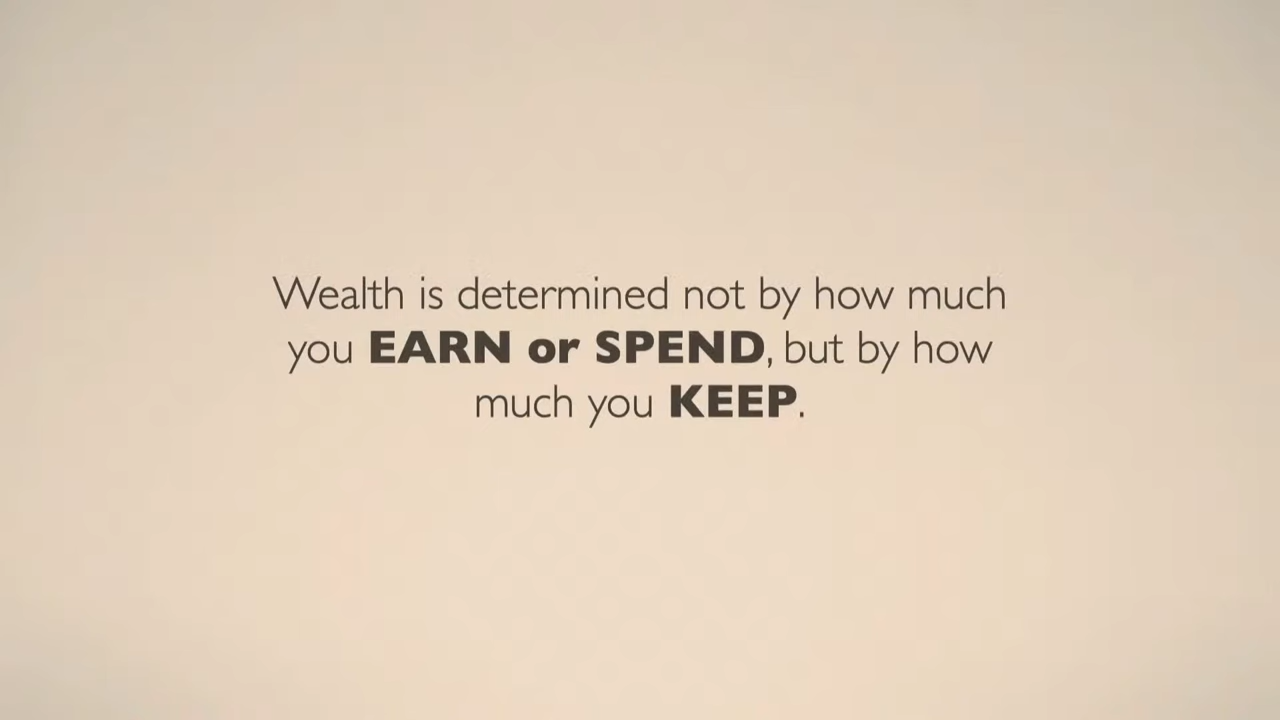 Wealth is determined not by how much
you EARN or SPEND, but by how
much you KEEP.